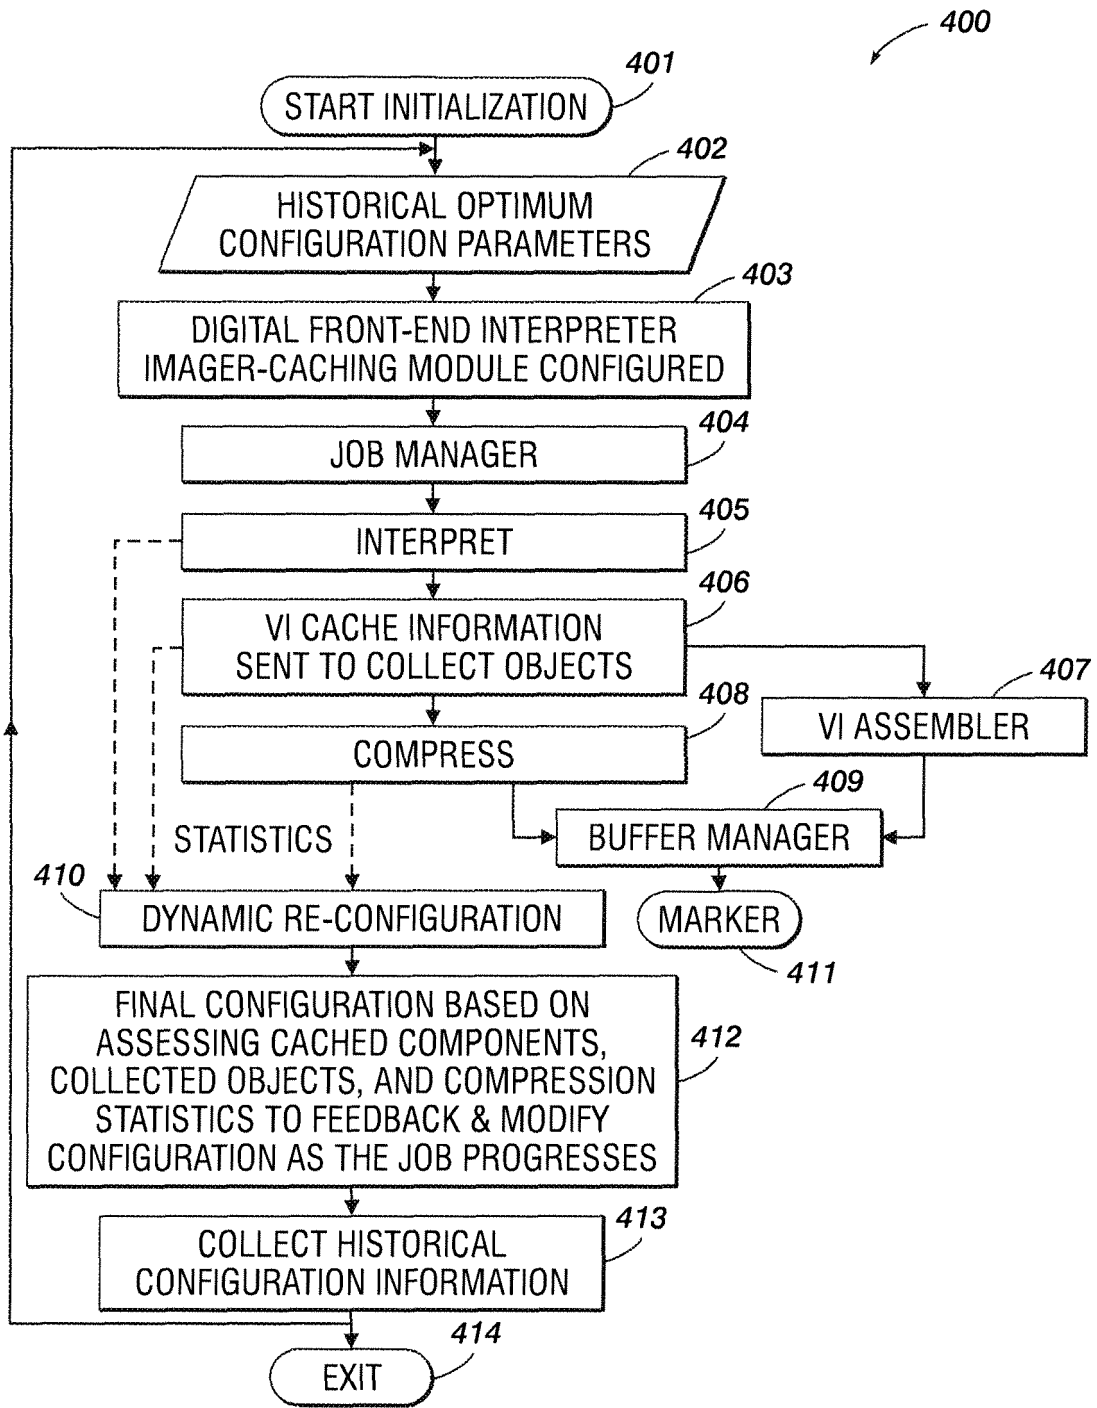 400
401
START INITIALIZATION
402
HISTORICAL OPTIMUM
CONFIGURATION PARAMETERS
403
DIGITAL FRONT-END INTERPRETER
IMAGER-CACHING MODULE CONFIGURED
404
JOB MANAGER
405
INTERPRET
406
VI CACHE INFORMATION
SENT TO COLLECT OBJECTS
407
VI ASSEMBLER
408
COMPRESS
409
BUFFER MANAGER
STATISTICS
410
DYNAMIC RE-CONFIGURATION
MARKER
411
FINAL CONFIGURATION BASED ON
ASSESSING CACHED COMPONENTS,
COLLECTED OBJECTS, AND COMPRESSION
STATISTICS TO FEEDBACK & MODIFY
CONFIGURATION AS THE JOB PROGRESSES
412
413
COLLECT HISTORICAL
CONFIGURATION INFORMATION
414
EXIT